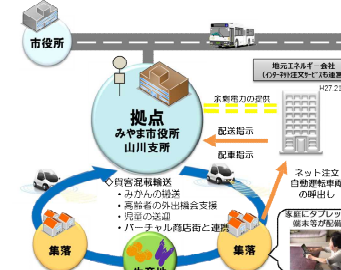 市役所
地元エネルギー会社
(インターネット注文サービスも運営
H27.2
余剰電力の提供
拠点
みやま市役所
山川支所
配送指示
配車指示
ネット注文
自動運転車両
の呼出し
◇貨客混載輸送
・みかんの搬送
・高齢者の外出機会支援
・児童の送迎
・バーチャル商店街と連携
家庭にタブレッ
端末等が配備
集落
生産地
集落